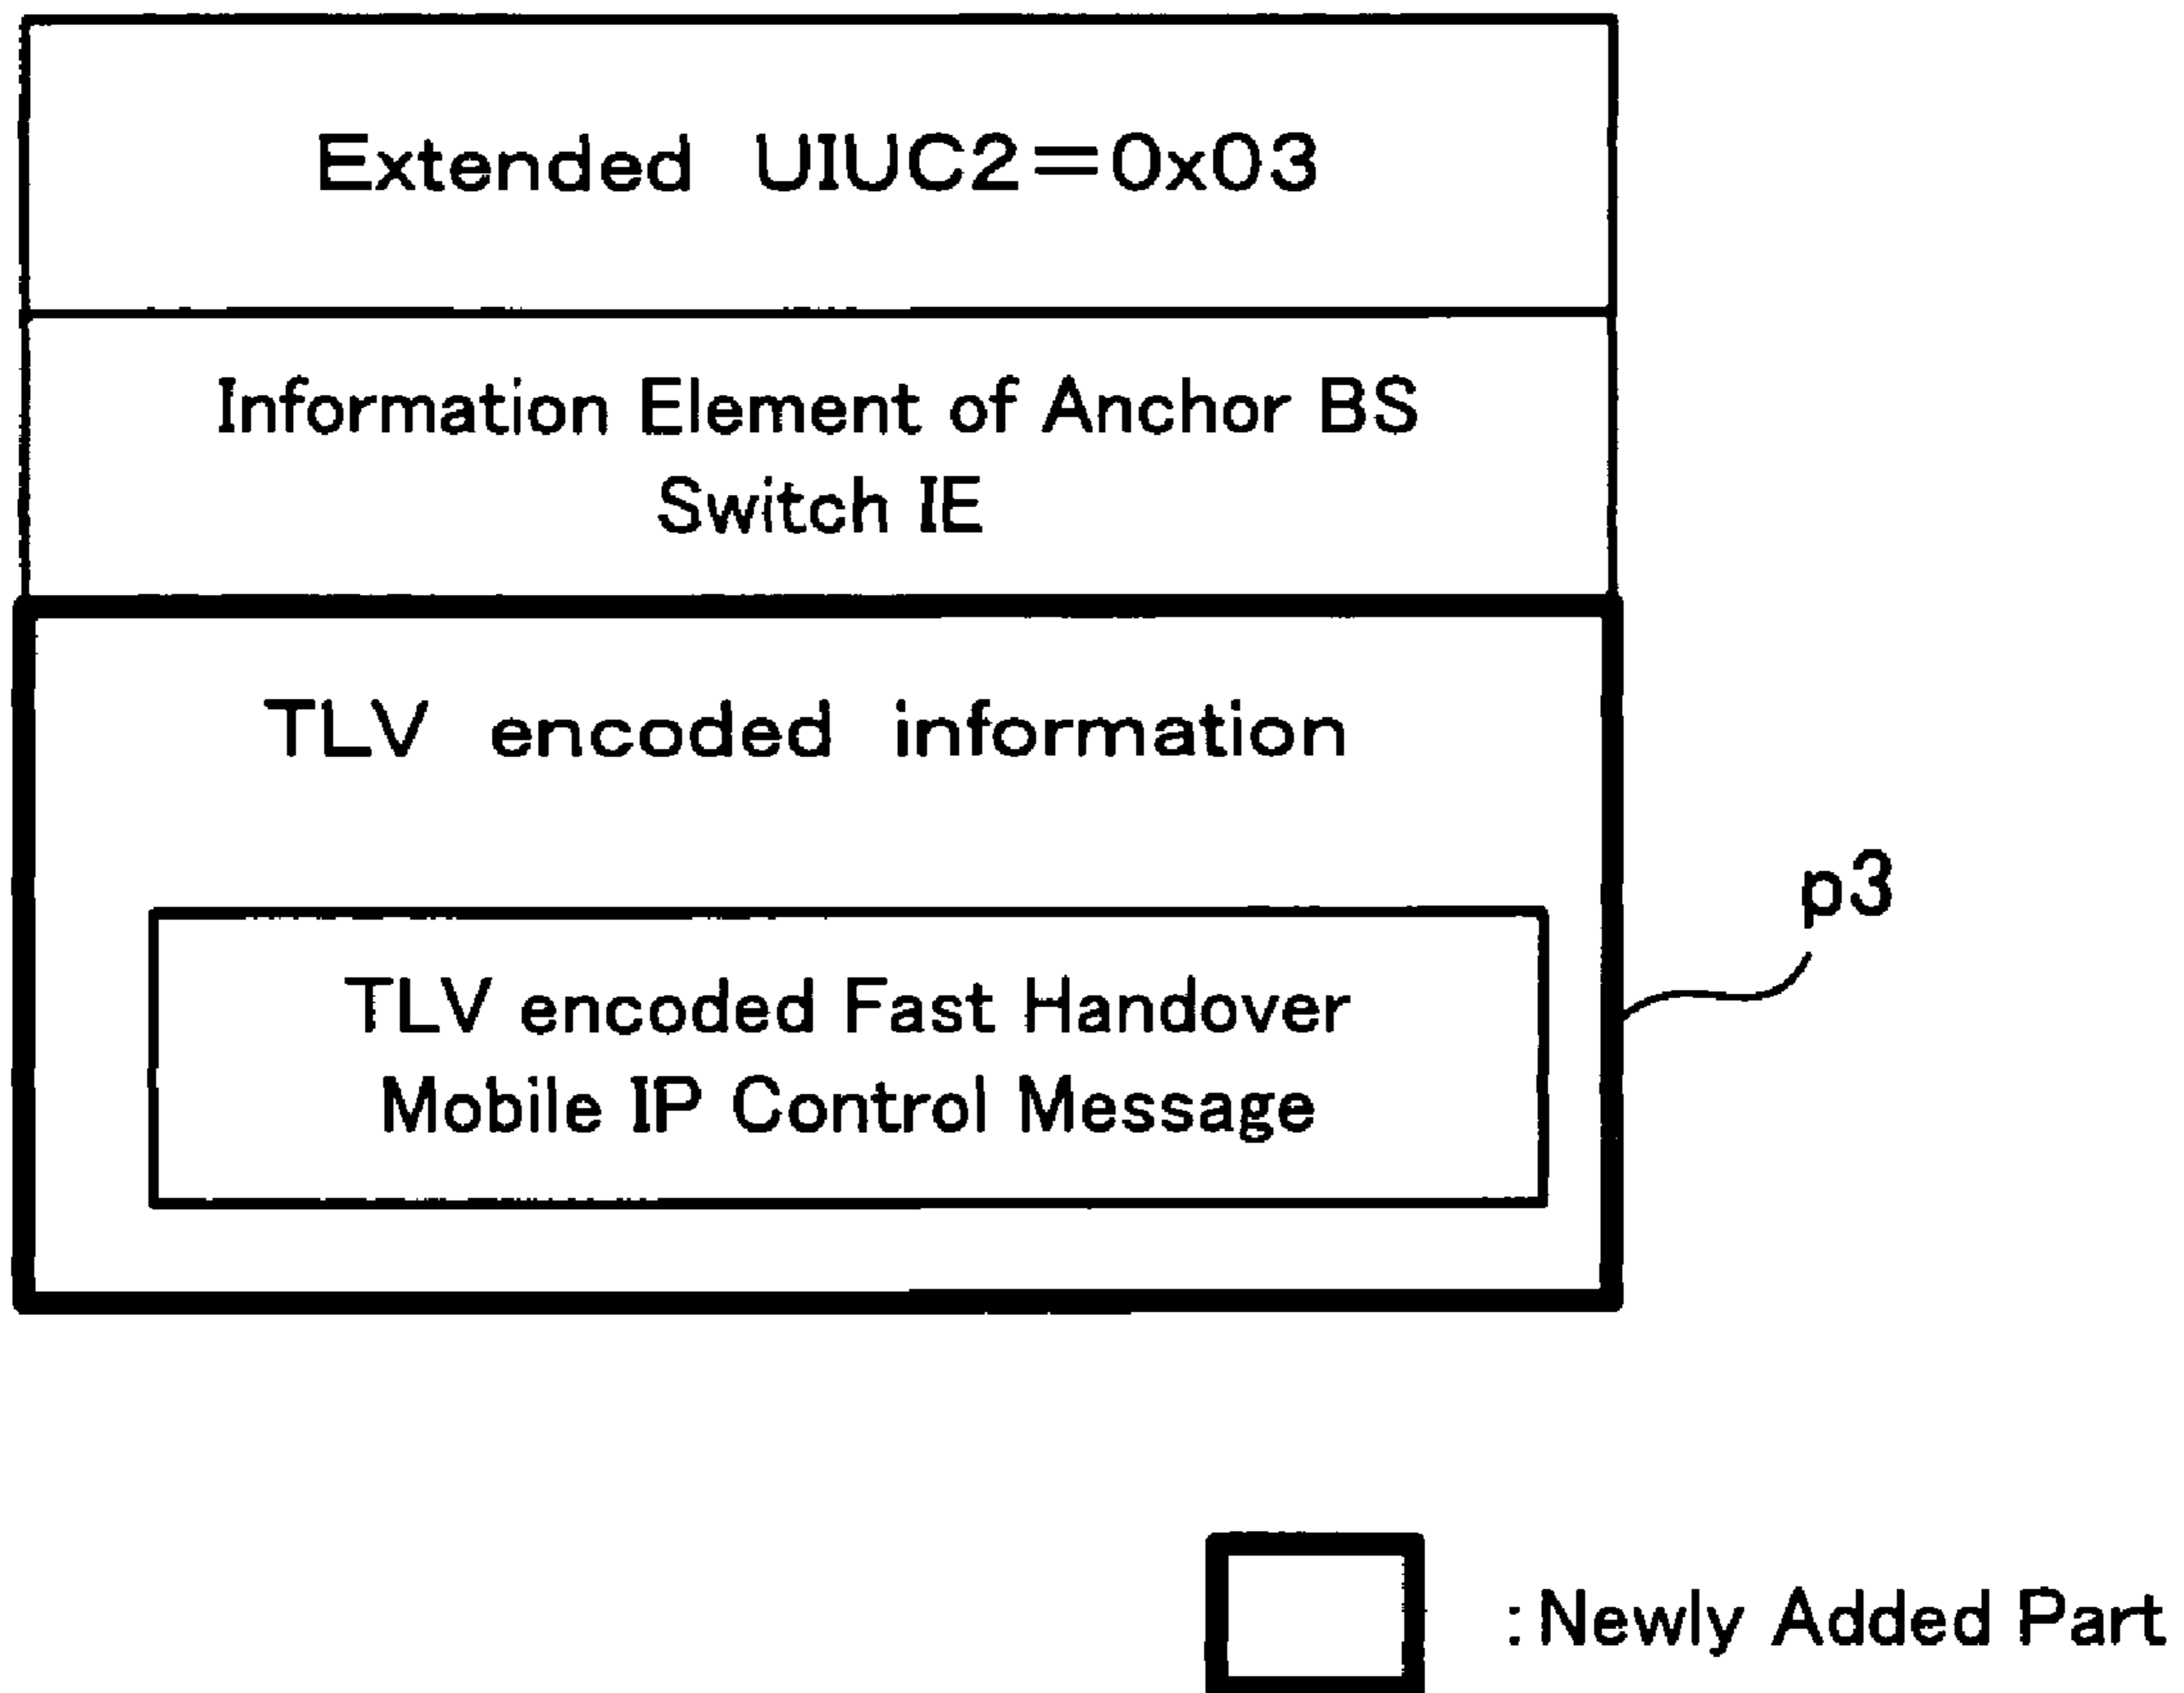 Extended UIUC2=0x03
Information Element of Anchor BS
Switch IE
TLV encoded information
p3
TLV encoded Fast Handover
Mobile IP Control Message
:Newly Added Part